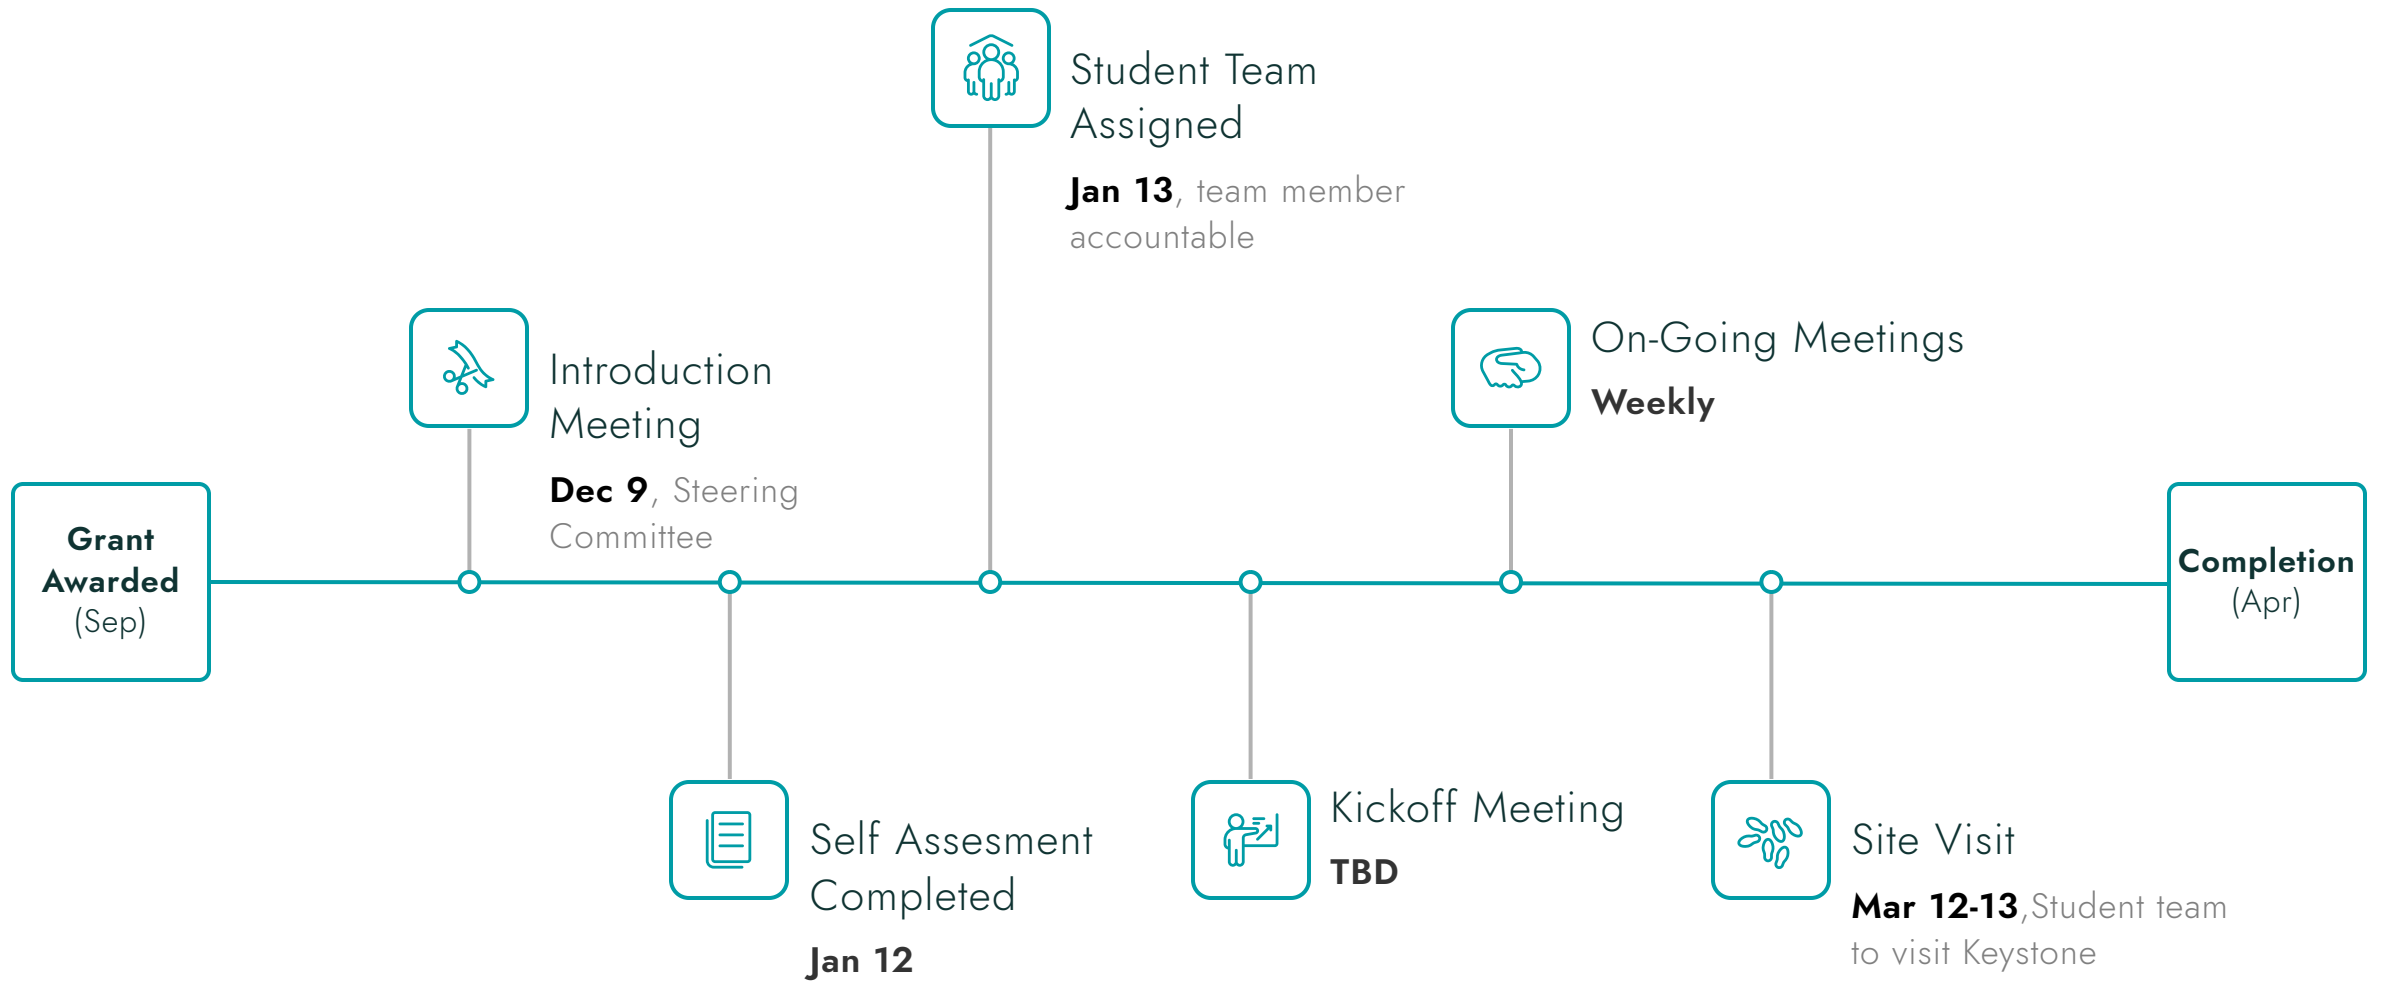 Grant
Awarded
(Sep)
Introduction
Meeting
Dec 9, Steering
Committee
Self Assesment
Completed
Jan 12
Student Team
Assigned
Jan 13, team member
accountable
Kickoff Meeting
TBD
On-Going Meetings
Weekly
Site Visit
Mar 12-13,Student team
to visit Keystone
Completion
(Apr)